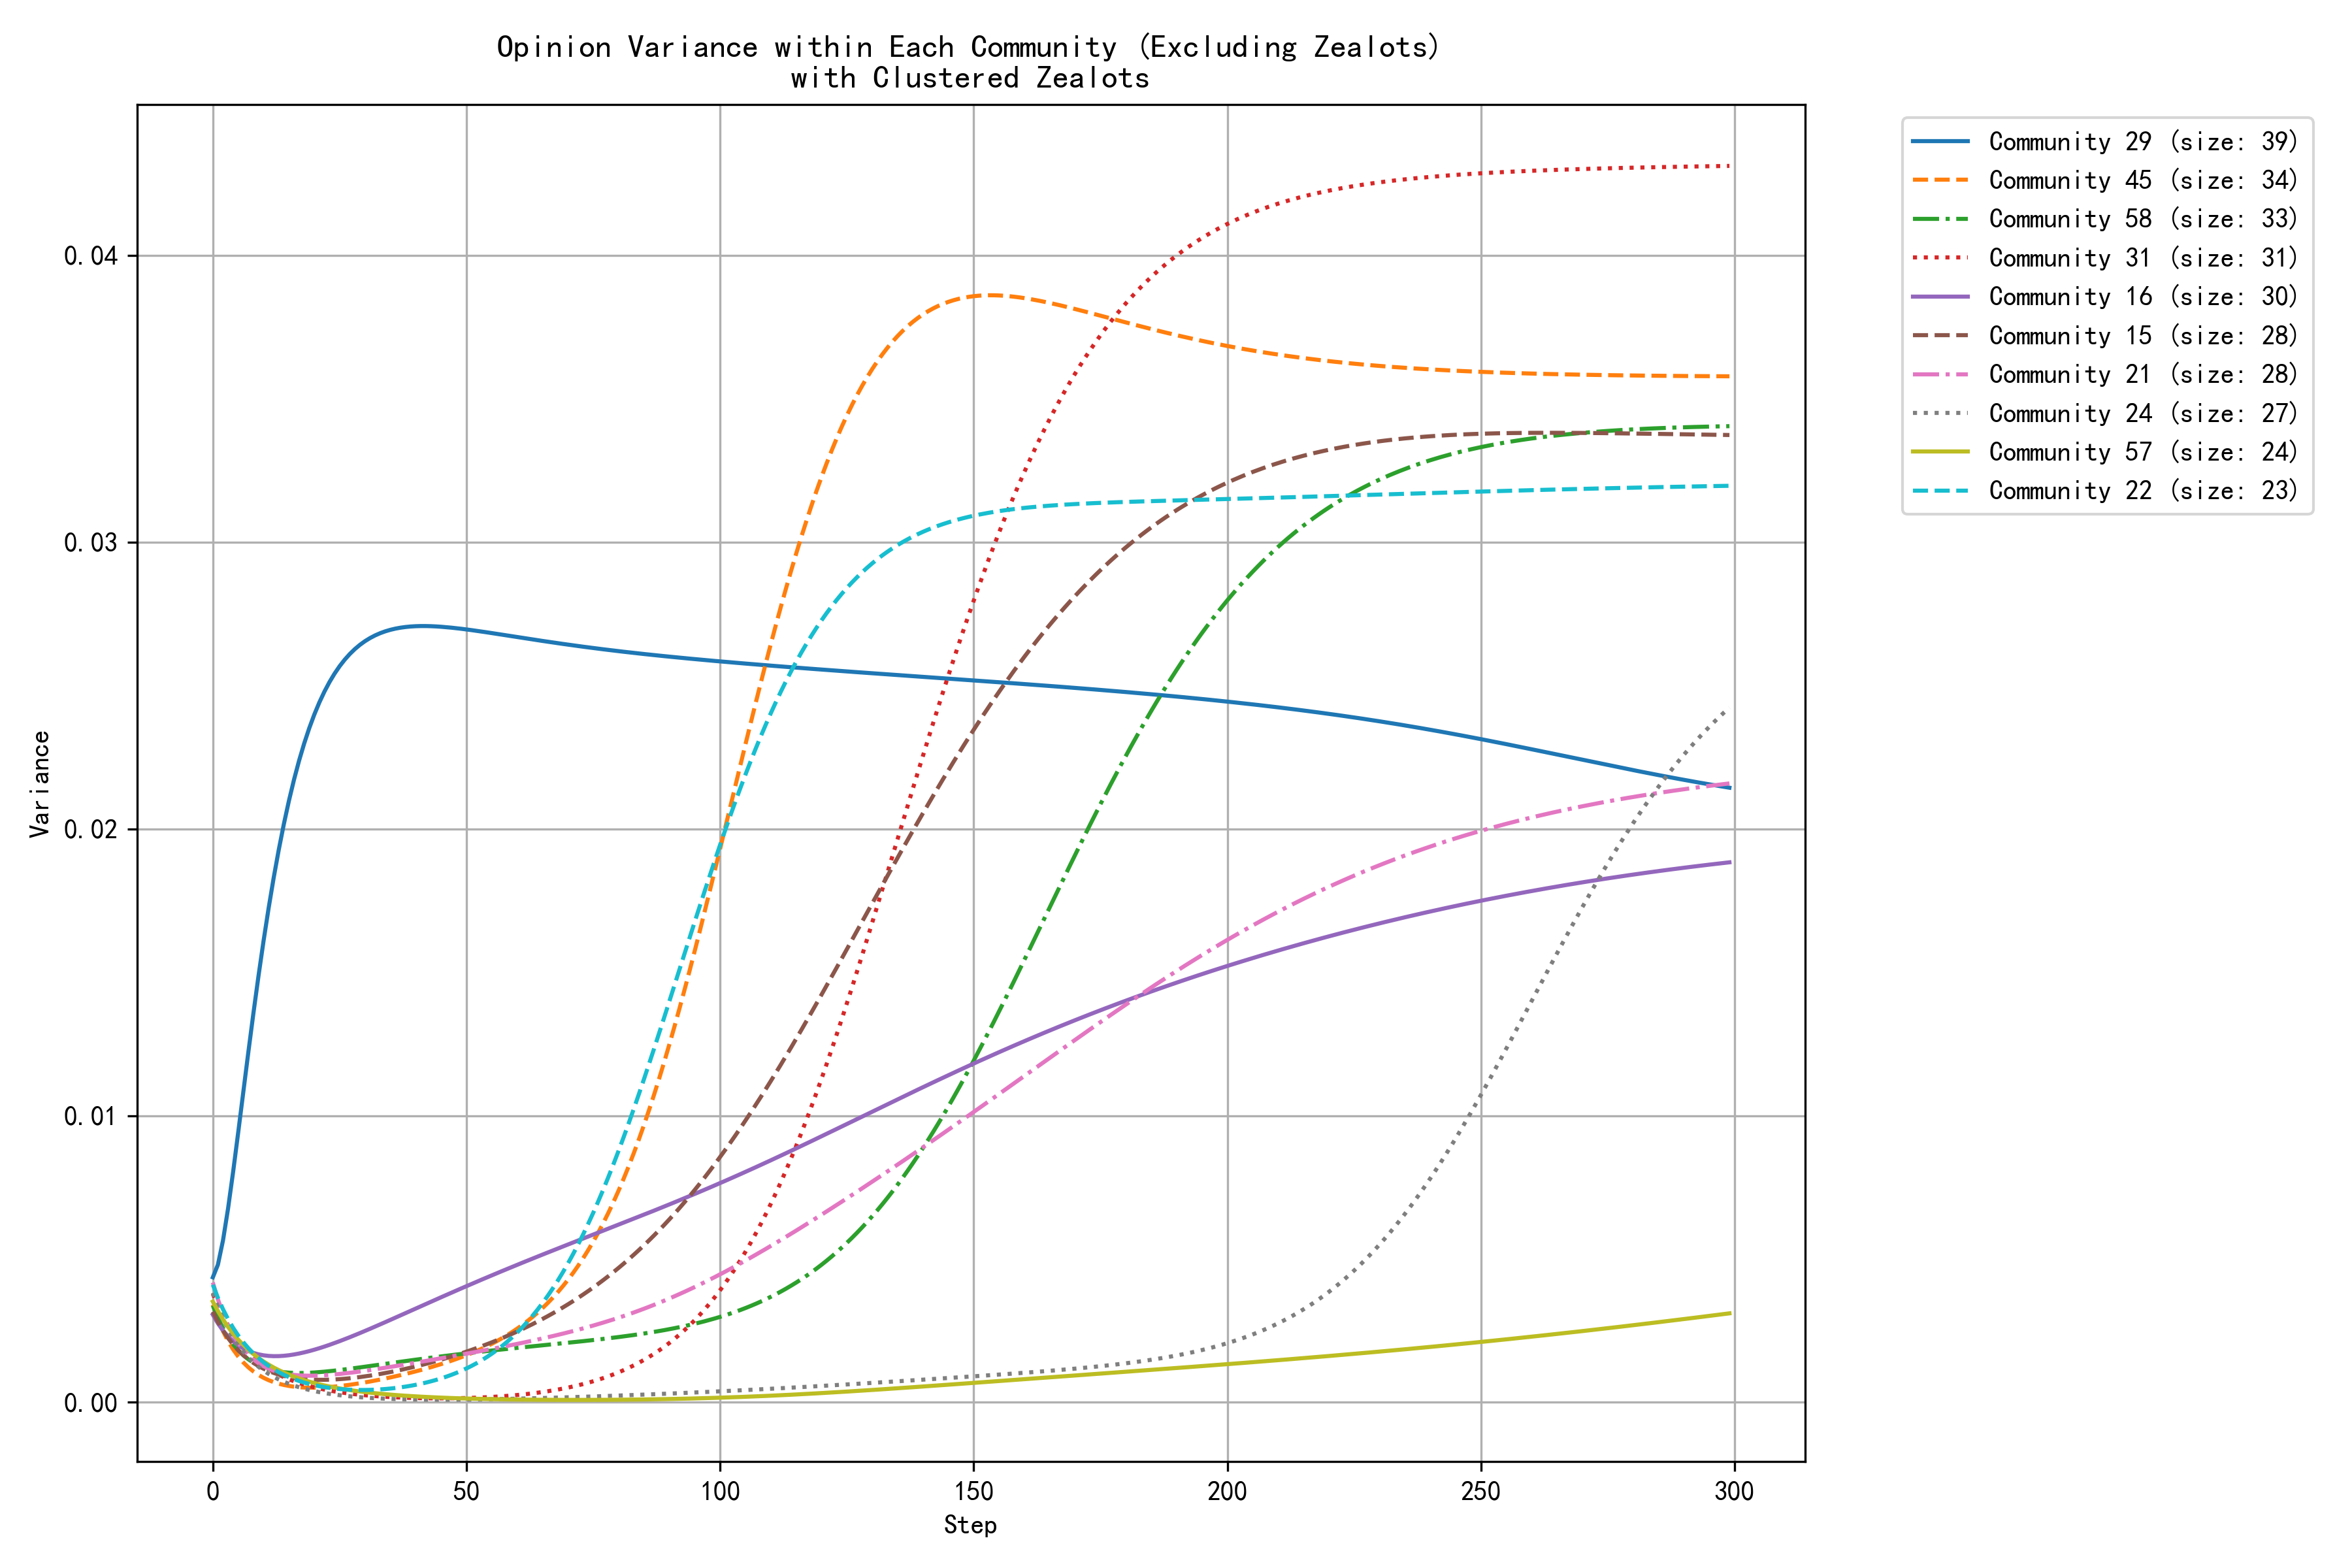 Opinion Variance within Each Community (Excluding Zealots)
with Clustered Zealots
Variance
0.04
0.03
0.02
0.01
0.00
0 50 100 150 200 250 300
Step
Community 29 (size: 39)
Community 45 (size: 34)
Community 58 (size: 33)
Community 31 (size: 31)
Community 16 (size: 30)
Community 15 (size: 28)
Community 21 (size: 28)
Community 24 (size: 27)
Community 57 (size: 24)
Community 22 (size: 23)